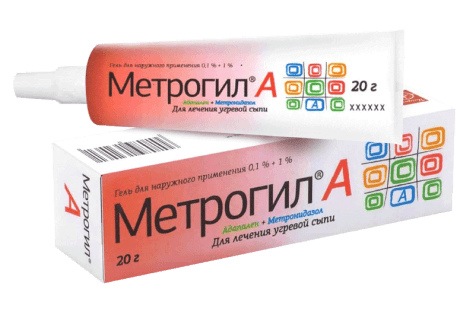 Гель для наружного применения 0,1 % + 1 %
Метрогил® А
Адапален + Метронидазол
Для лечения угревой сыпи
20 г
XXXXXX
А
Гель для наружного применения 0,1 % + 1 %
Метрогил® А
Адапален + Метронидазол
Для лечения угревой сыпи
А
Метрогил® А
20 г